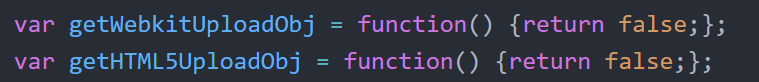 var getWebkitUploadObj = function() {return false;};
var getHTML5UploadObj = function() {return false;};